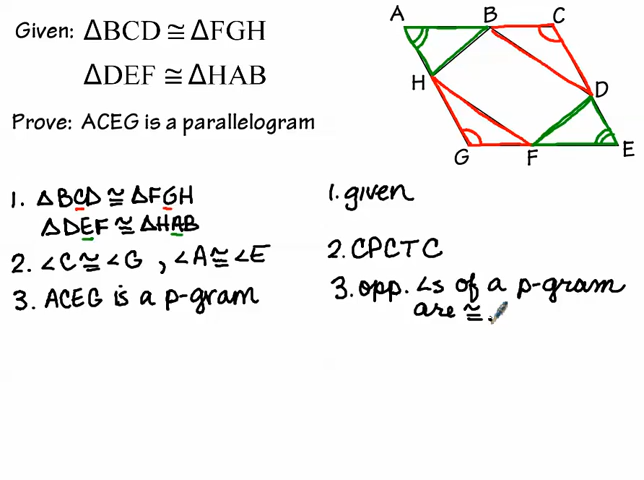 Given: ΔBCD ≅ ΔFGH
ΔDEF ≅ ΔHAB
Prove: ACEG is a parallelogram
A
B
C
H
D
G
F
E
1. ΔBCD ≅ ΔFGH
ΔDEF ≅ ΔHAB
1. given
2. ∠C ≅ ∠G , ∠A ≅ ∠E
2. CPCTC
3. ACEG is a p-gram
3. opp. ∠s of a p-gram
are ≅.